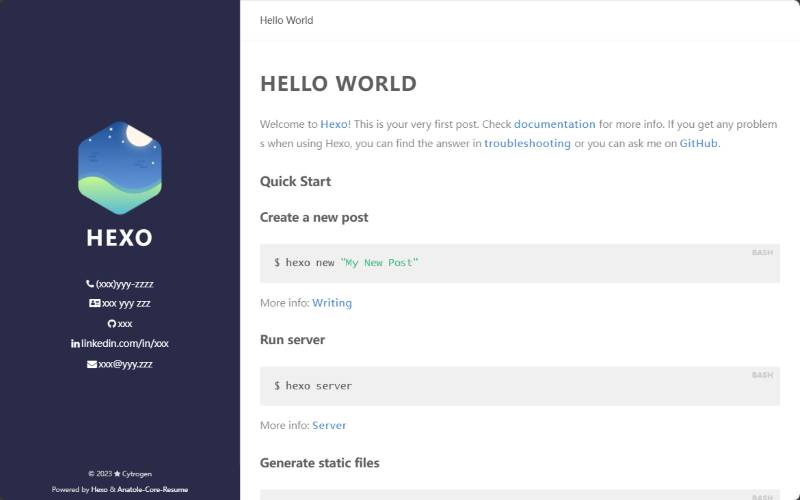 HEXO
(xxx)yyy-zzzz
xxx yyy zzz
xxx
linkedin.com/in/xxx
xxx@yyy.zzz
© 2023 ★ Cytrogen
Powered by Hexo & Anatole-Core-Resume
Hello World
HELLO WORLD
Welcome to Hexo! This is your very first post. Check documentation for more info. If you get any problem
s when using Hexo, you can find the answer in troubleshooting or you can ask me on GitHub.
Quick Start
Create a new post
BASH
$ hexo new "My New Post"
More info: Writing
Run server
BASH
$ hexo server
More info: Server
Generate static files
BASH